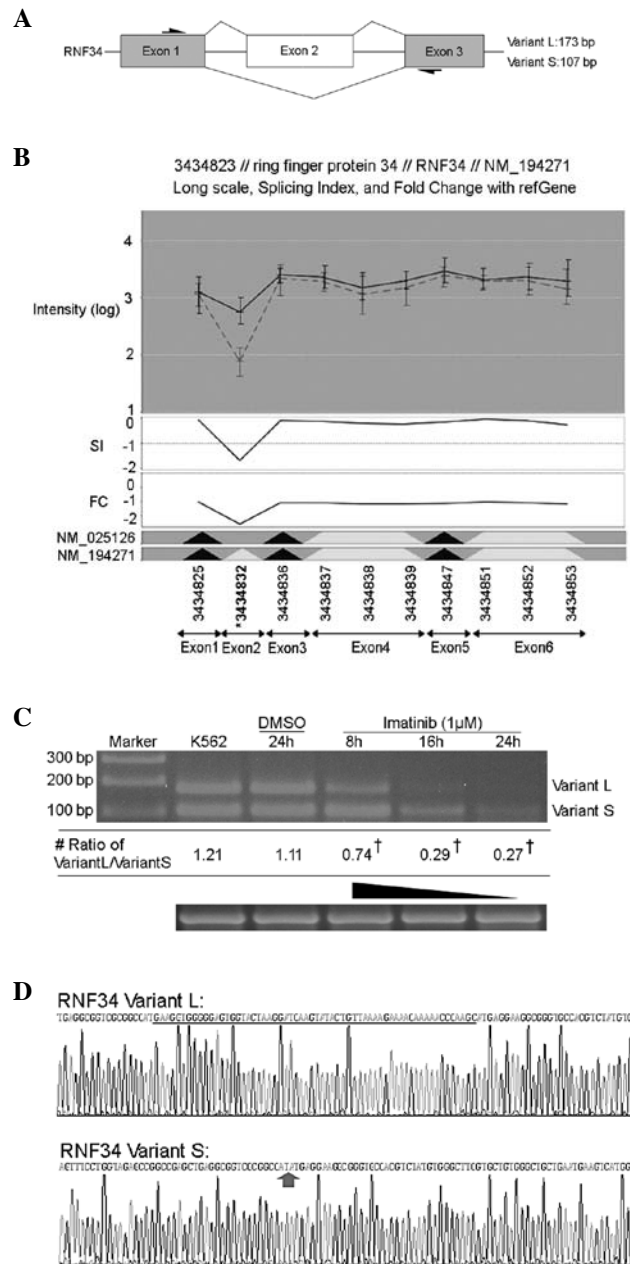 A
RNF34
Exon 1
Exon 2
Exon 3
Variant L:173 bp
Variant S:107 bp
B
3434823 // ring finger protein 34 // RNF34 // NM_194271
Long scale, Splicing Index, and Fold Change with refGene
4
3
Intensity (log)
2
1
0
SI
-1
-2
0
FC
-1
-2
NM_025126
NM_194271
3434825
*3434832
3434836
3434837
3434838
3434839
3434847
3434851
3434852
3434853
Exon1
Exon2
Exon3
Exon4
Exon5
Exon6
C
DMSO
Imatinib (1μM)
Marker
K562
24h
8h
16h
24h
300 bp
200 bp
100 bp
Variant L
Variant S
# Ratio of
VariantL/VariantS
1.21
1.11
0.74†
0.29†
0.27†
D
RNF34 Variant L:
RNF34 Variant S: